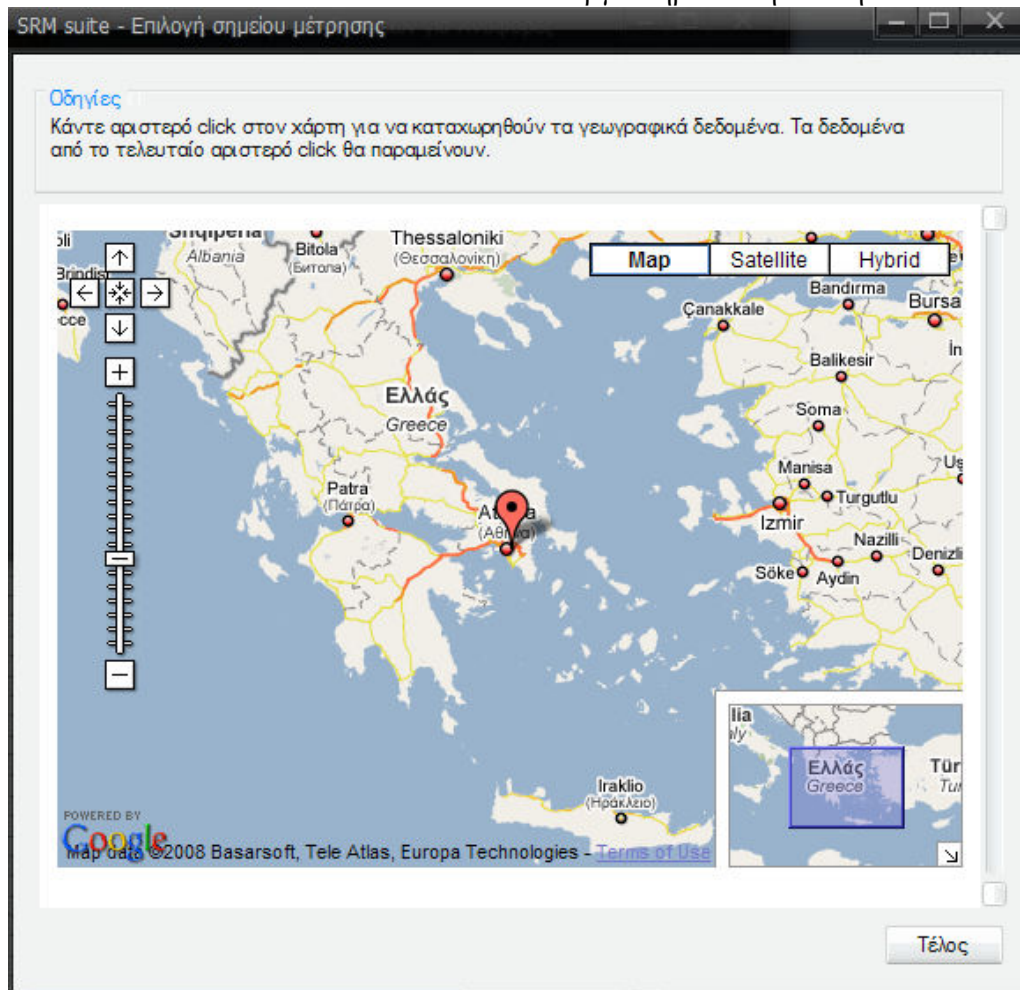 SRM suite - Επιλογή σημείου μέτρησης
Οδηγίες
Κάντε αριστερό click στον χάρτη για να καταχωρηθούν τα γεωγραφικά δεδομένα. Τα δεδομένα
από το τελευταίο αριστερό click θα παραμείνουν.
Shqipëria
Albania
Bitola
(Битола)
Thessaloniki
(Θεσσαλονίκη)
Map Satellite Hybrid
Brindisi
Bandırma
Bursa
Çanakkale
Balikesir
Ελλάς
Greece
Soma
Manisa
Turgutlu
Patra
(Πάτρα)
(Αθήνα)
Izmir
Nazilli
Denizli
Söke
Aydin
Iraklio
(Ηράκλειο)
Ελλάς
Greece
POWERED BY
Google
Map data ©2008 Basarsoft, Tele Atlas, Europa Technologies - Terms of Use
Τέλος